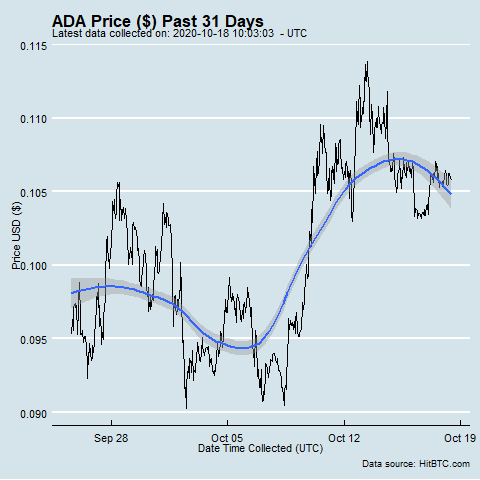 ADA Price ($) Past 31 Days
Latest data collected on: 2020-10-18 10:03:03 - UTC
0.115
0.110
0.105
0.100
0.095
0.090
Price USD ($)
Sep 28 Oct 05 Oct 12 Oct 19
Date Time Collected (UTC)
Data source: HitBTC.com